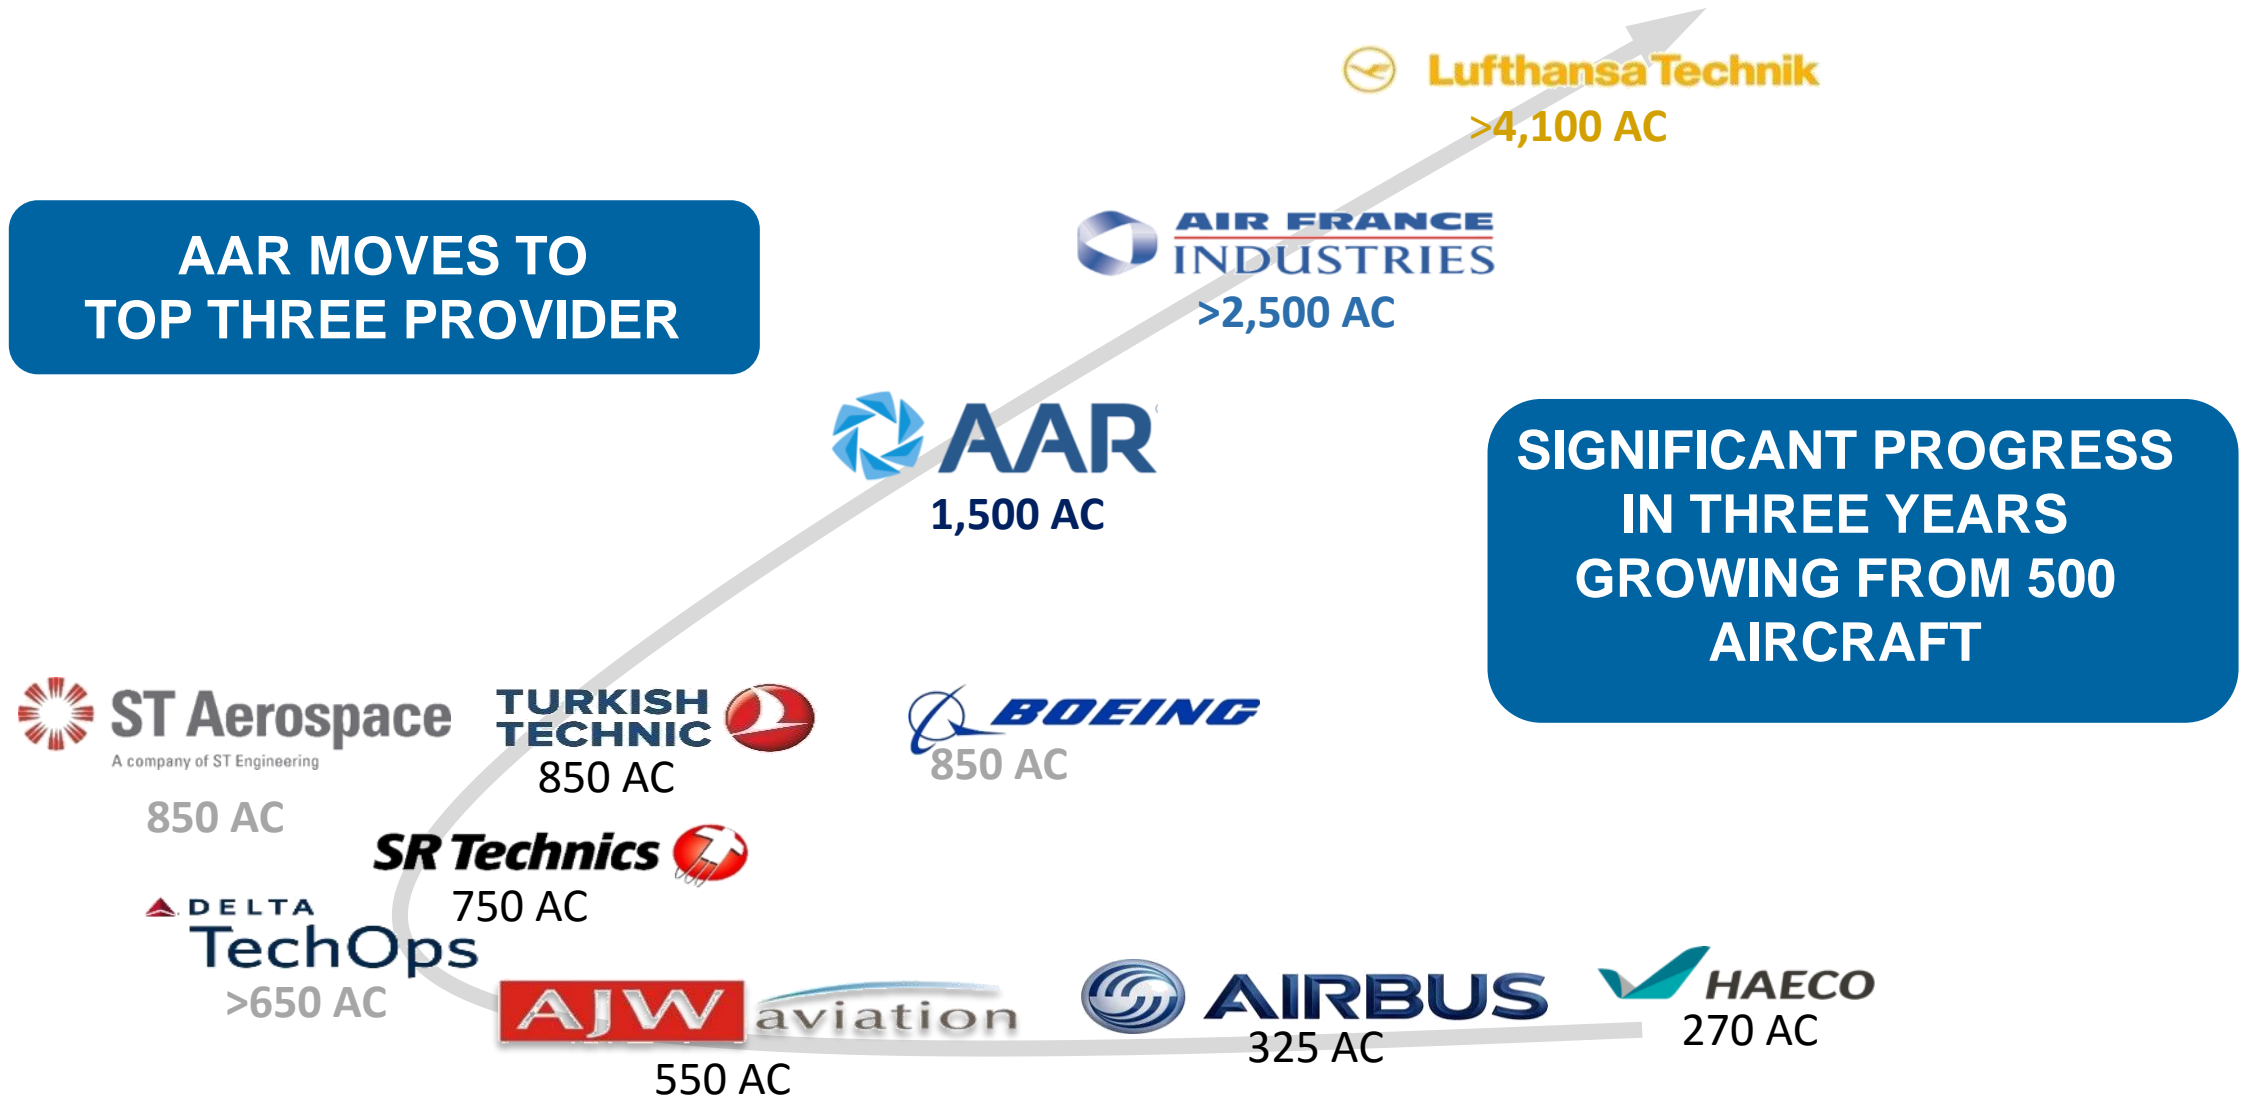 Lufthansa Technik
>4,100 AC
AIR FRANCE
INDUSTRIES
>2,500 AC
AAR MOVES TO
TOP THREE PROVIDER
AAR
1,500 AC
SIGNIFICANT PROGRESS
IN THREE YEARS
GROWING FROM 500
AIRCRAFT
ST Aerospace
A company of ST Engineering
850 AC
TURKISH
TECHNIC
850 AC
BOEING
850 AC
SR Technics
750 AC
DELTA
TechOps
>650 AC
AJW aviation
550 AC
AIRBUS
325 AC
HAECO
270 AC